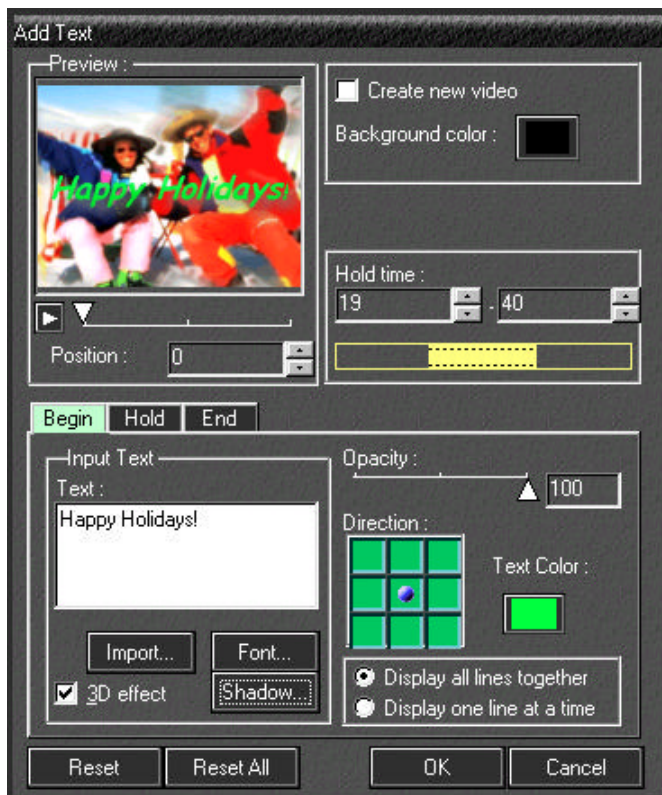 Add Text
Preview :
Happy Holidays!
Position :
0
Create new video
Background color :
Hold time :
19 - 40
Begin Hold End
Input Text
Text :
Happy Holidays!
Import... Font...
3D effect Shadow...
Opacity :
100
Direction :
Text Color :
Display all lines together
Display one line at a time
Reset Reset All OK Cancel